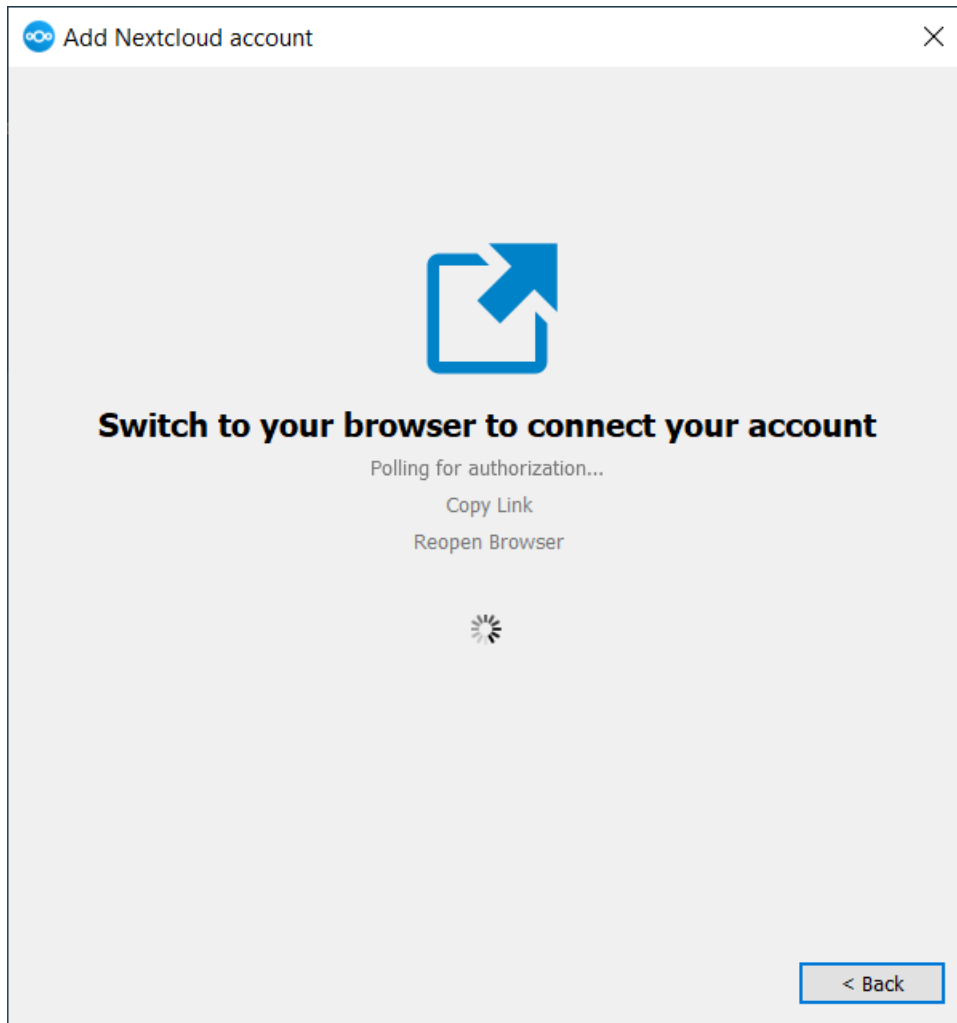 Add Nextcloud account
Switch to your browser to connect your account
Polling for authorization...
Copy Link
Reopen Browser
< Back